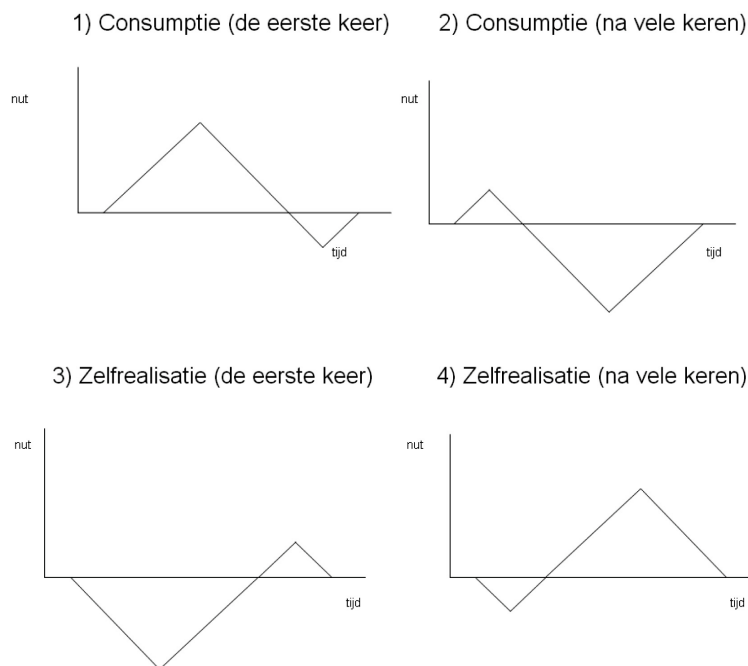 1) Consumptie (de eerste keer)
2) Consumptie (na vele keren)
nut
nut
tijd
tijd
3) Zelfrealisatie (de eerste keer)
4) Zelfrealisatie (na vele keren)
nut
nut
tijd
tijd